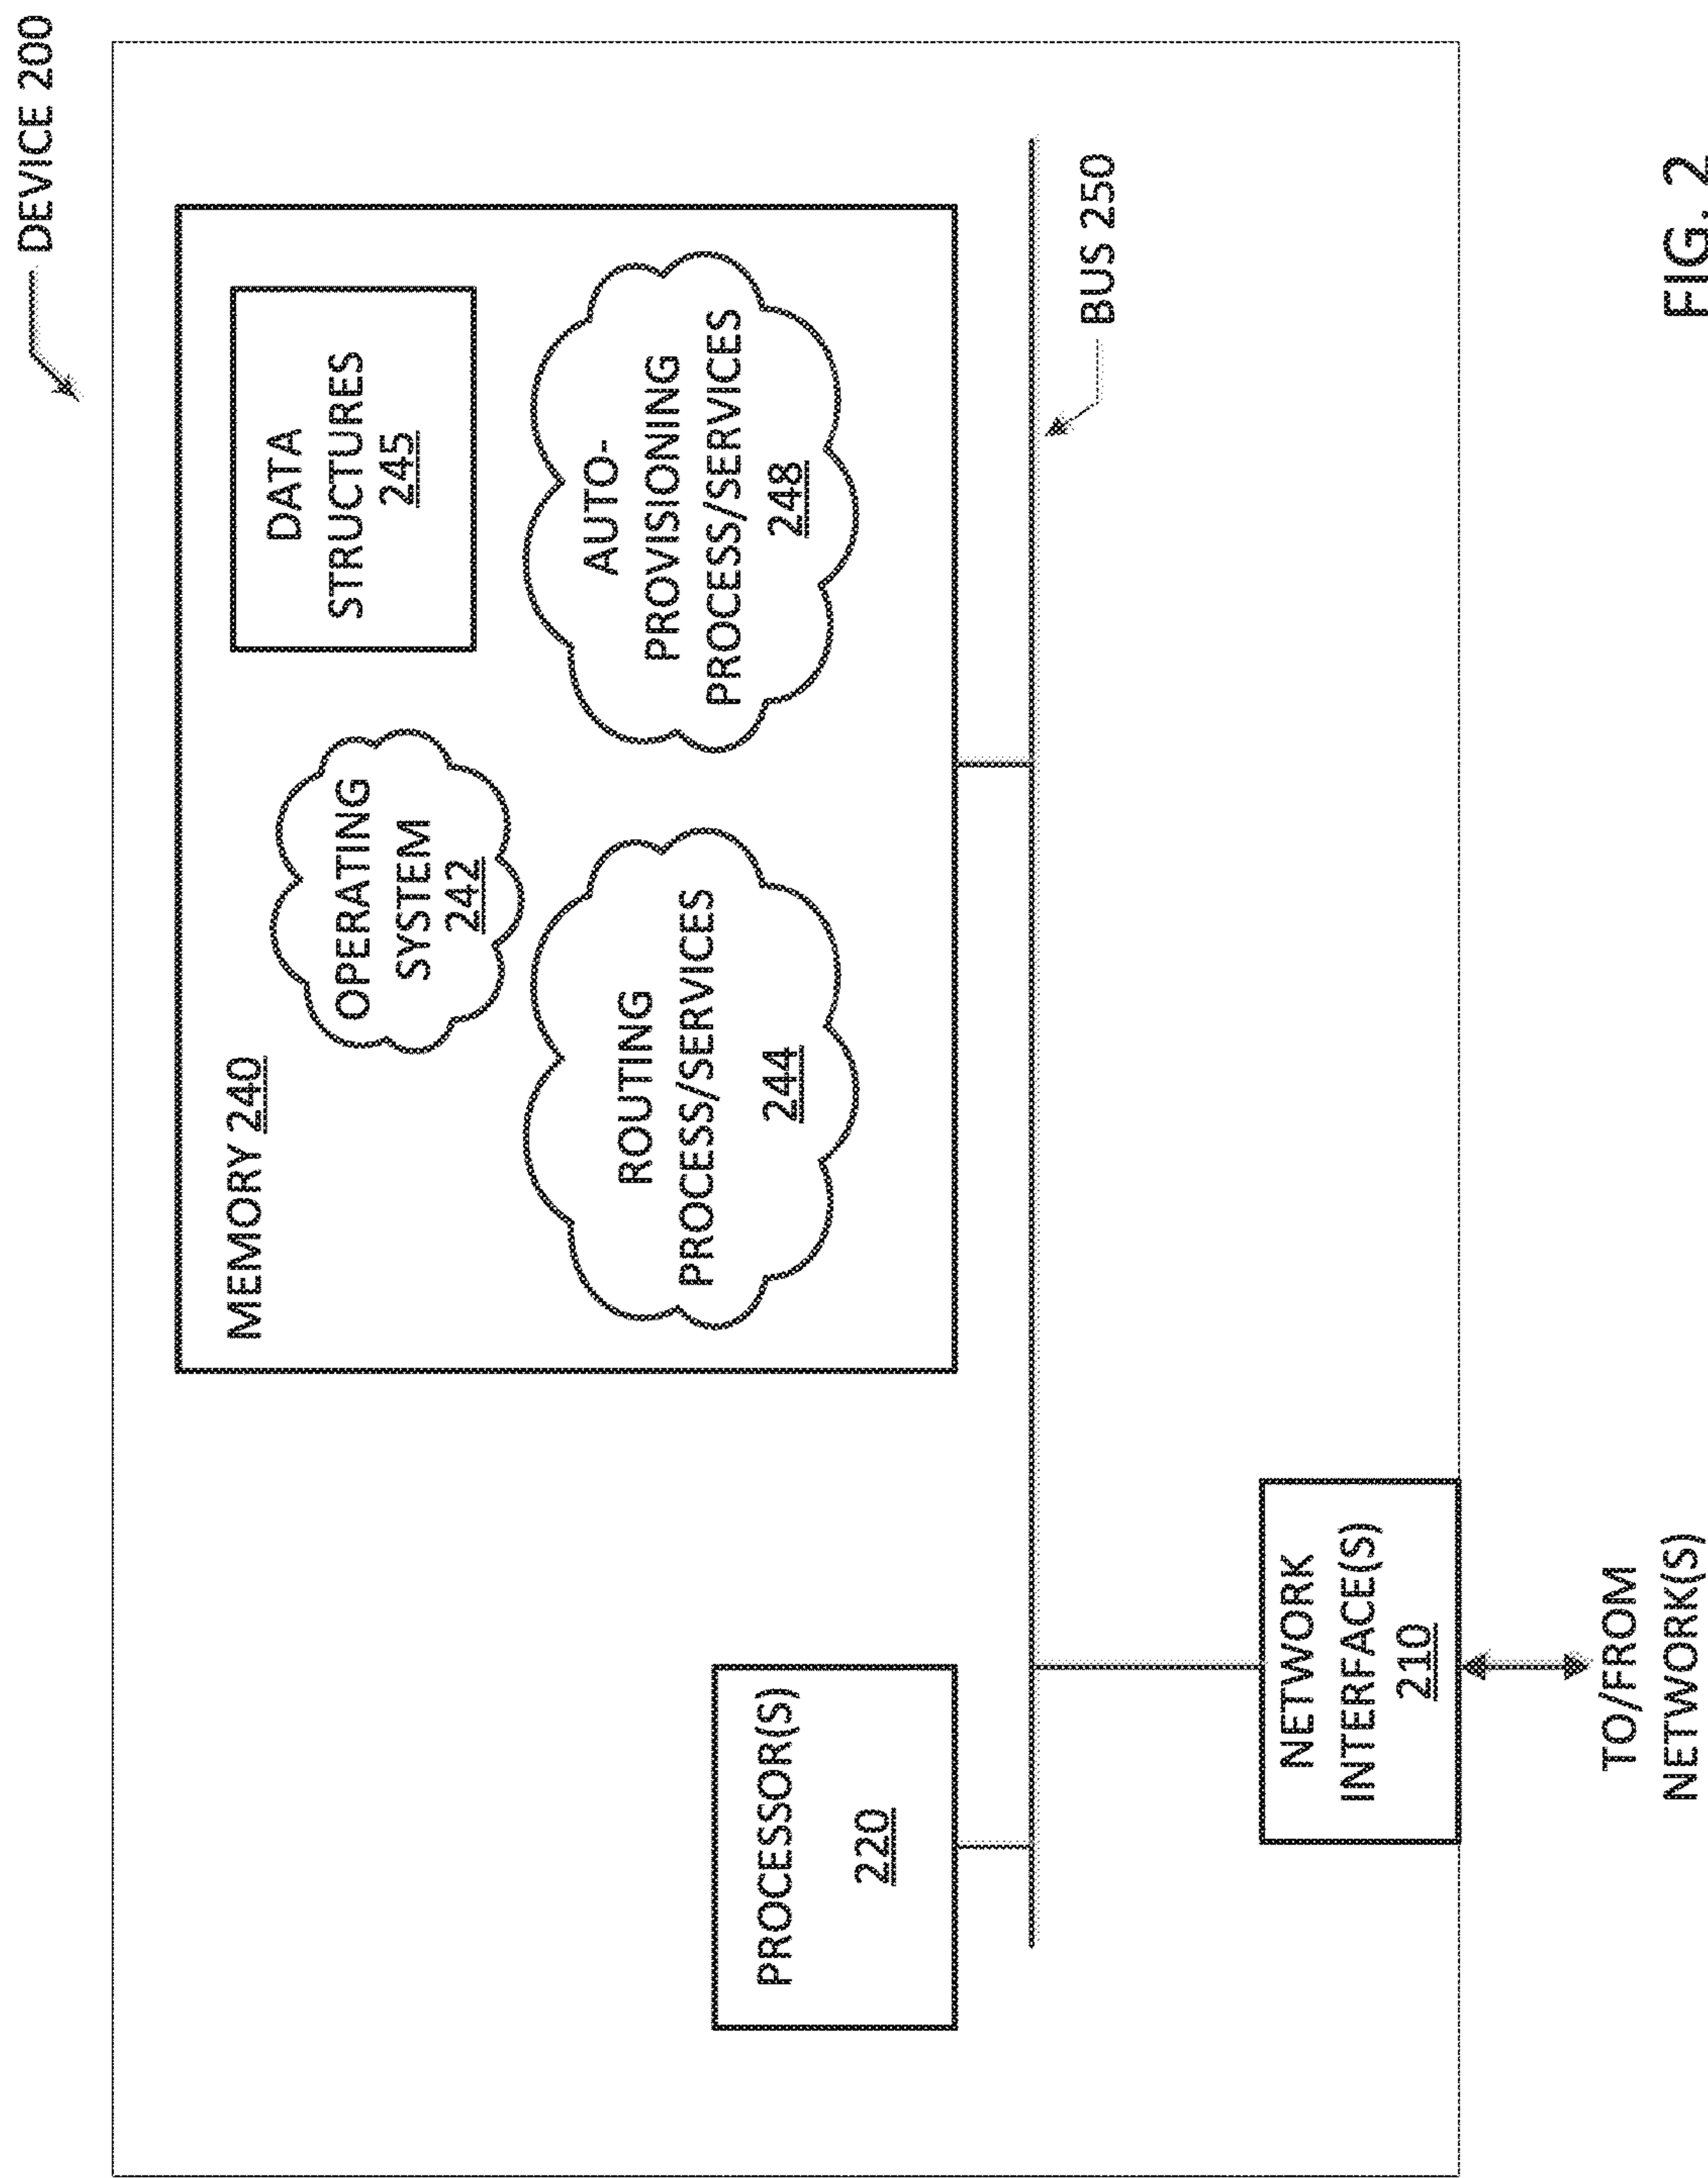 DEVICE 200
MEMORY 240
OPERATING
SYSTEM
242
DATA
STRUCTURES
245
ROUTING
PROCESS/SERVICES
244
AUTO-
PROVISIONING
PROCESS/SERVICES
248
PROCESSOR(S)
220
BUS 250
NETWORK
INTERFACE(S)
210
TO/FROM
NETWORK(S)
FIG. 2